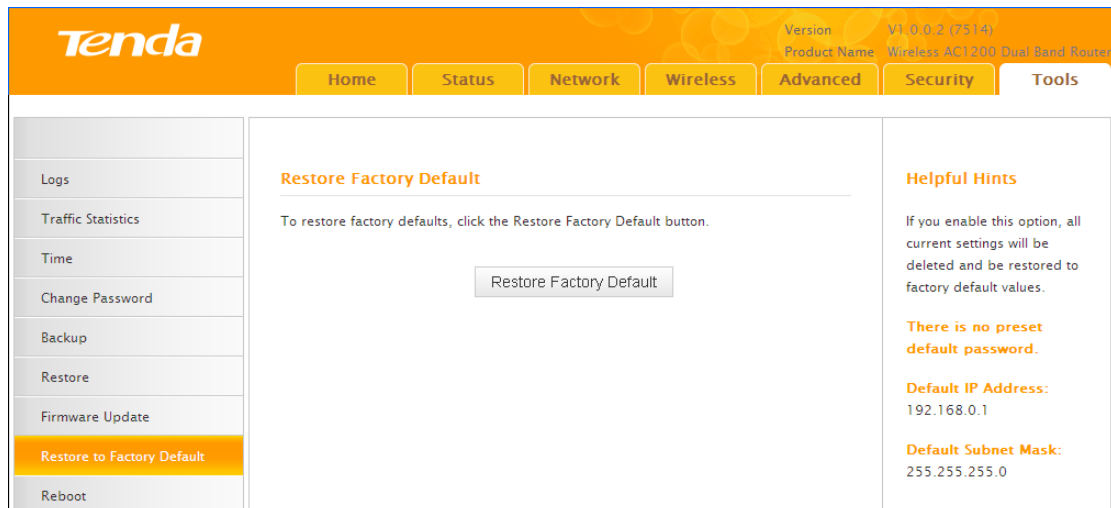 Tenda
Version V1.0.0.2 (7514)
Product Name Wireless AC1200 Dual Band Router
Home Status Network Wireless Advanced Security Tools
Logs
Traffic Statistics
Time
Change Password
Backup
Restore
Firmware Update
Restore to Factory Default
Reboot
Restore Factory Default
To restore factory defaults, click the Restore Factory Default button.
Restore Factory Default
Helpful Hints
If you enable this option, all
current settings will be
deleted and be restored to
factory default values.
There is no preset
default password.
Default IP Address:
192.168.0.1
Default Subnet Mask:
255.255.255.0